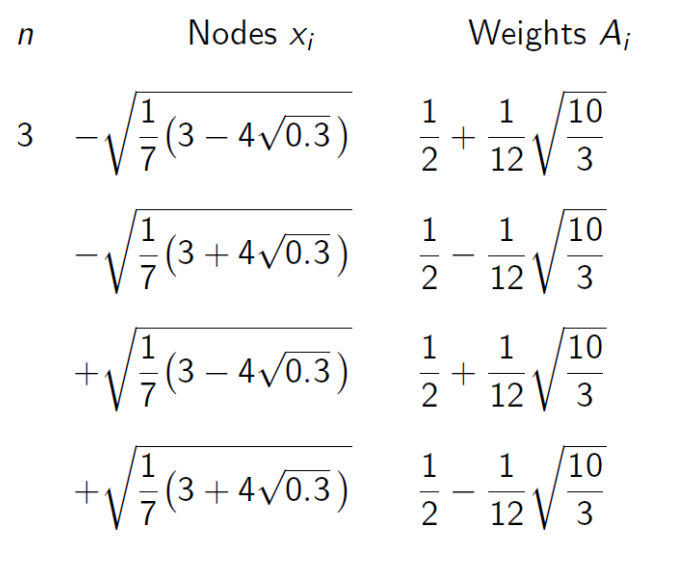 n Nodes xᵢ Weights Aᵢ
3 −√(1/7 (3 − 4√0.3)) 1/2 + 1/12 √(10/3)
−√(1/7 (3 + 4√0.3)) 1/2 − 1/12 √(10/3)
+√(1/7 (3 − 4√0.3)) 1/2 + 1/12 √(10/3)
+√(1/7 (3 + 4√0.3)) 1/2 − 1/12 √(10/3)